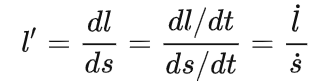 l′ = dl/ds = (dl/dt)/(ds/dt) = l̇/ṡ